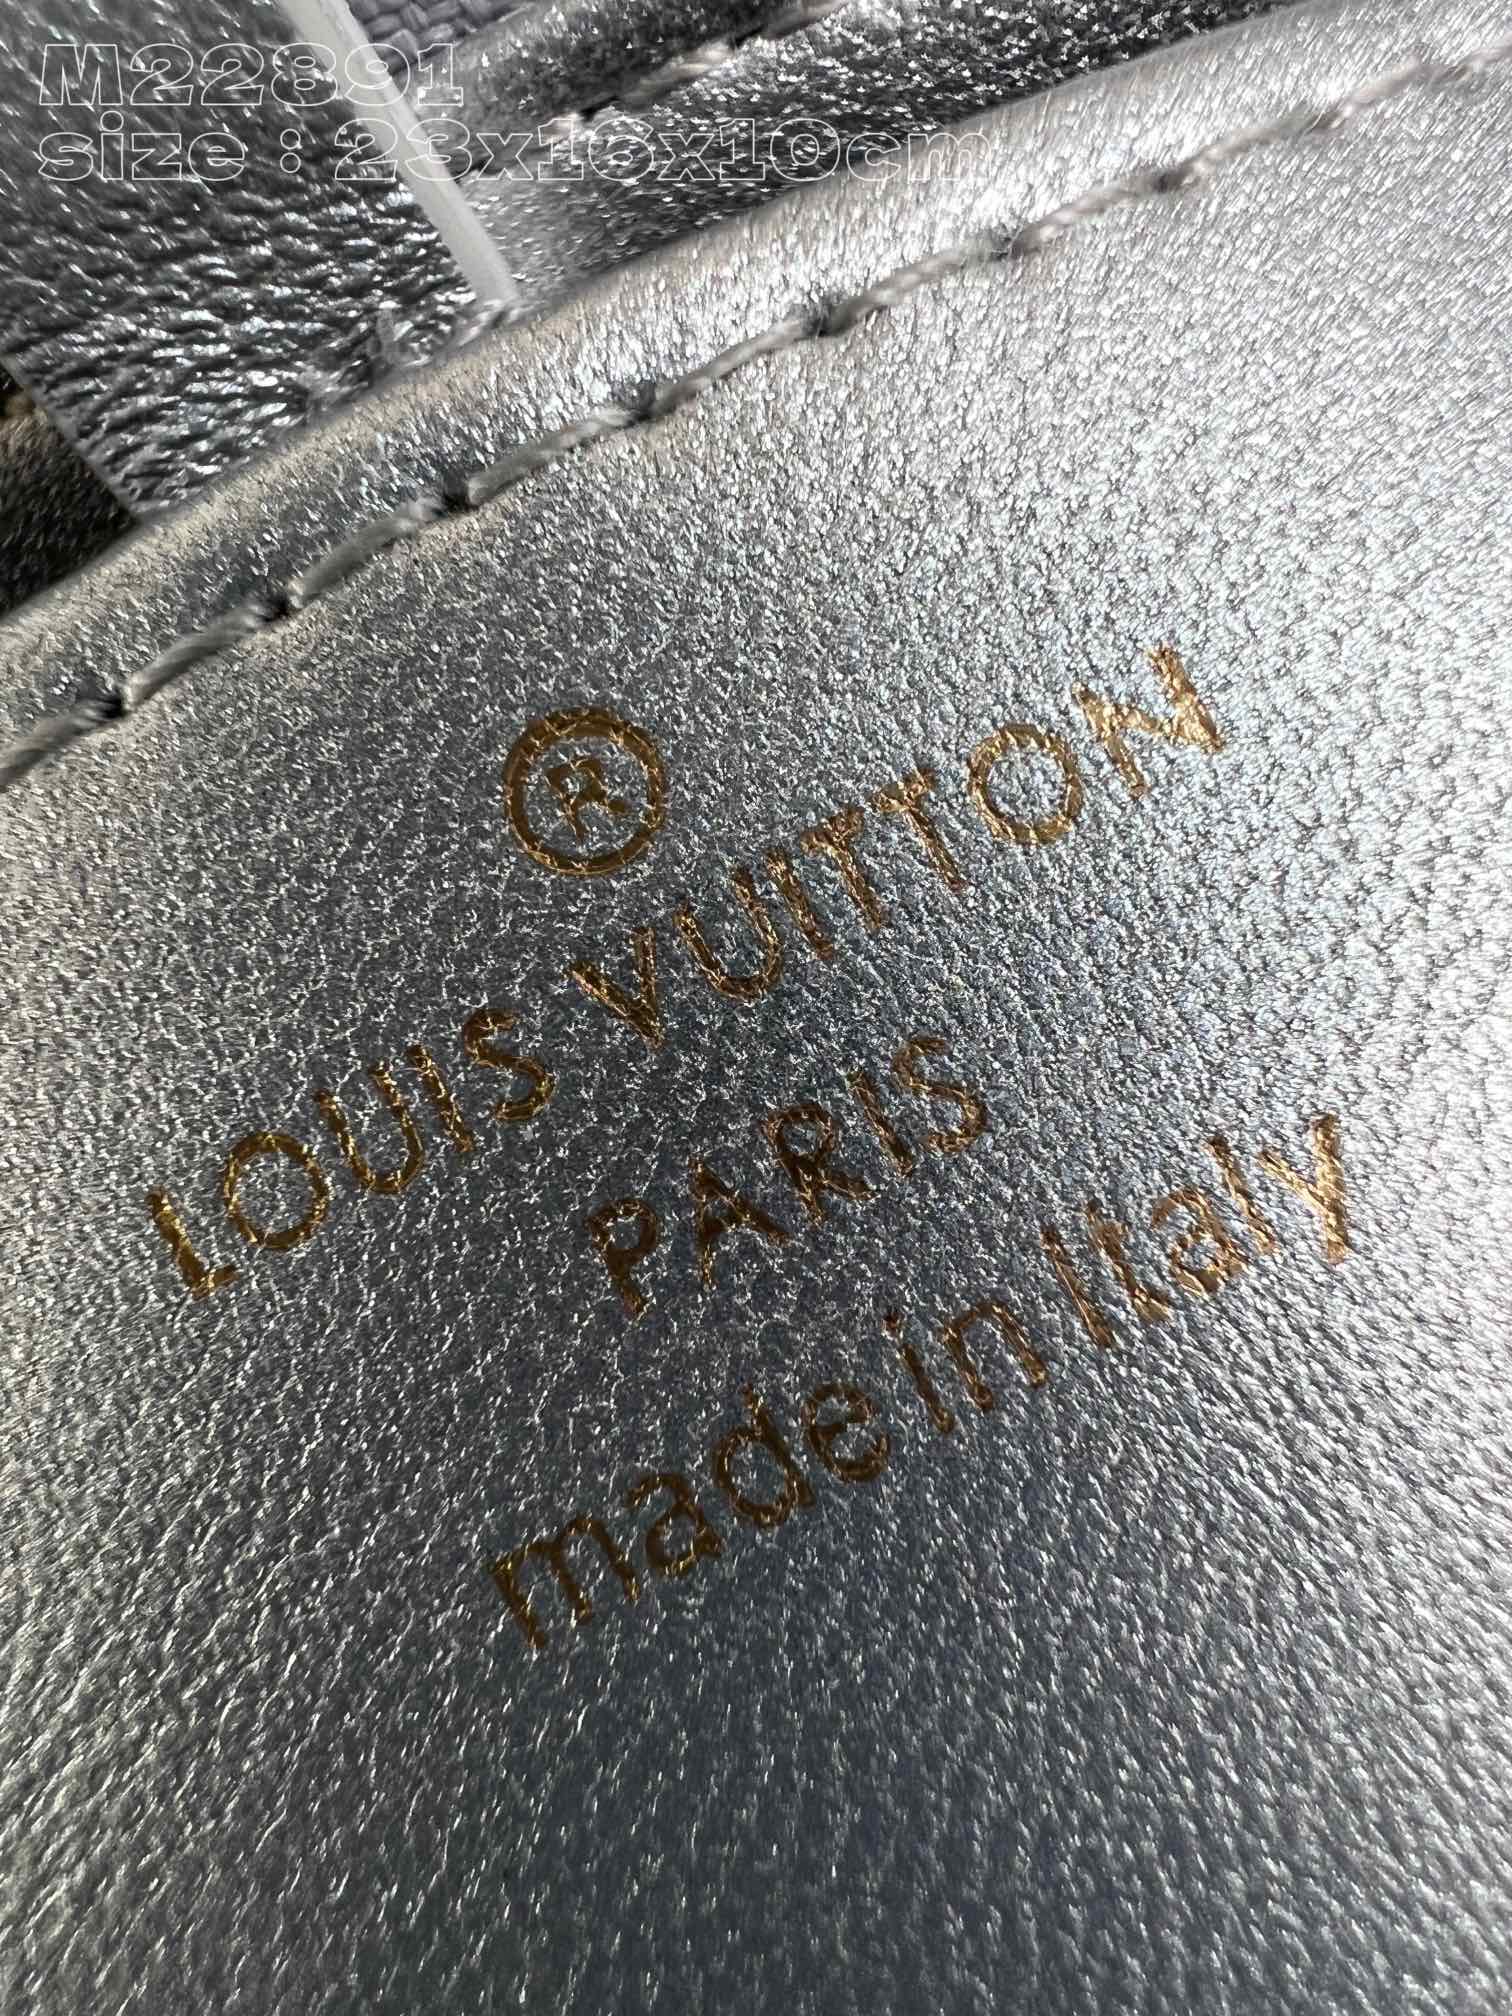 M22891
size : 23x16x10cm
®
LOUIS VUITTON
PARIS
made in Italy